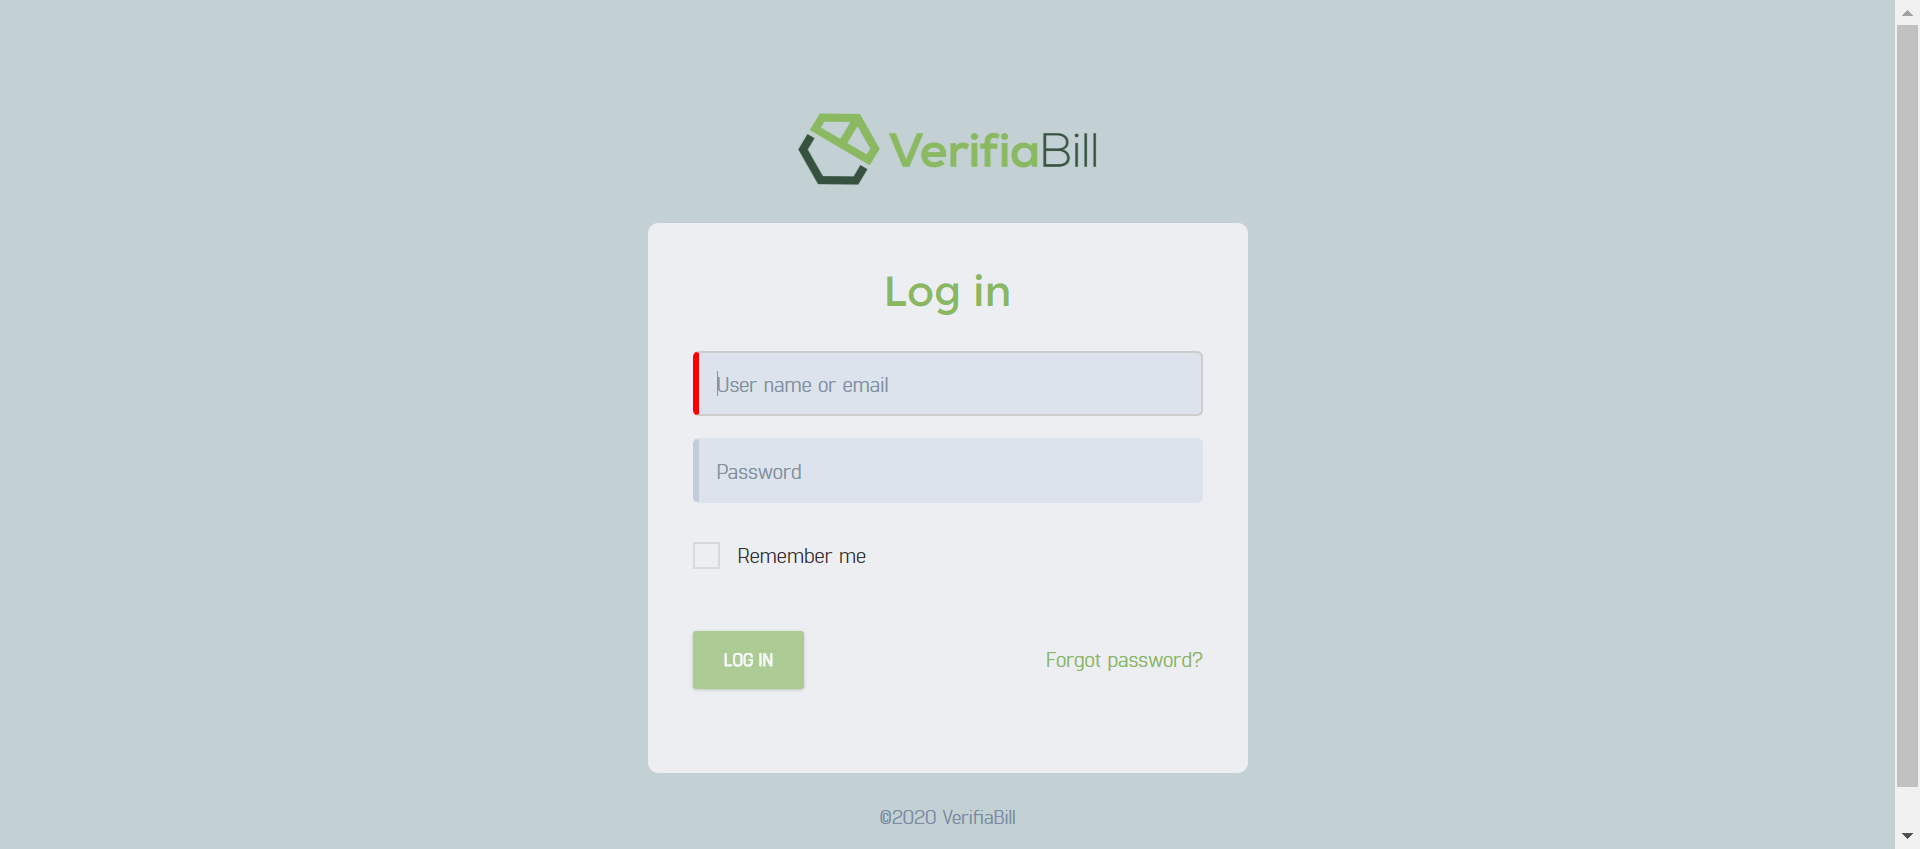 VerifiaBill
Log in
User name or email
Password
Remember me
LOG IN
Forgot password?
©2020 VerifiaBill